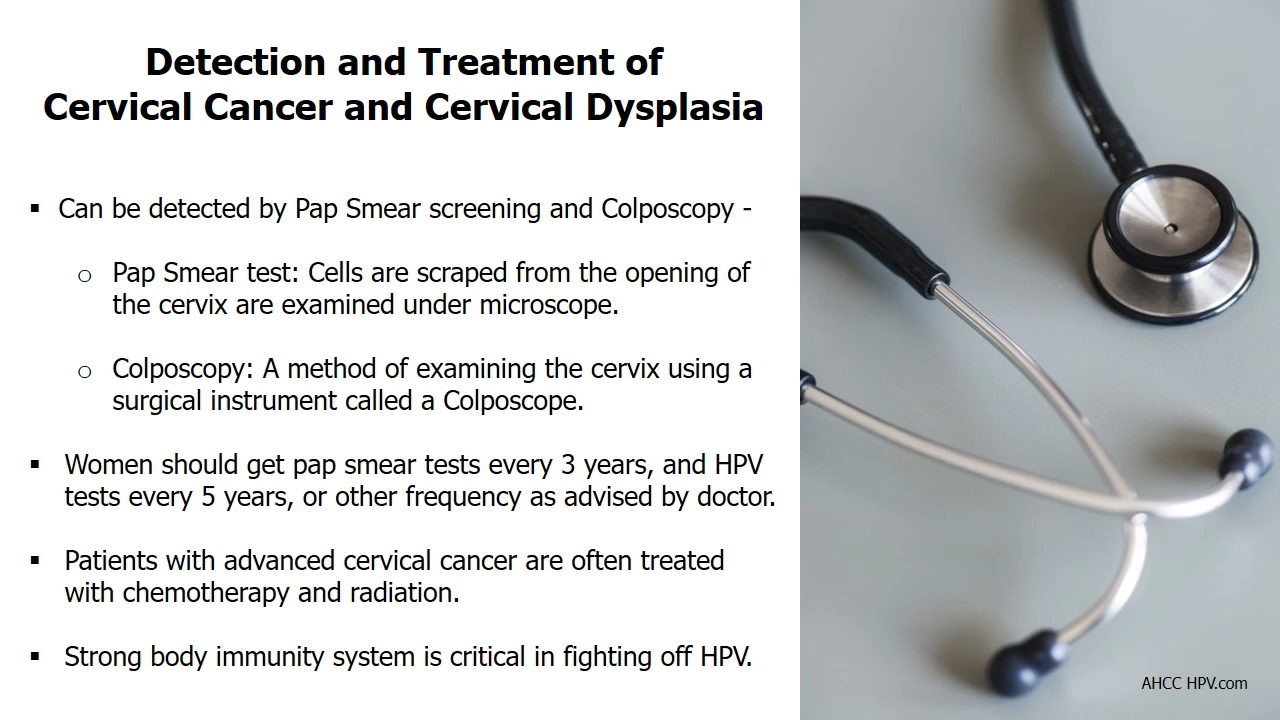 Detection and Treatment of
Cervical Cancer and Cervical Dysplasia
▪ Can be detected by Pap Smear screening and Colposcopy -
o Pap Smear test: Cells are scraped from the opening of
the cervix are examined under microscope.
o Colposcopy: A method of examining the cervix using a
surgical instrument called a Colposcope.
▪ Women should get pap smear tests every 3 years, and HPV
tests every 5 years, or other frequency as advised by doctor.
▪ Patients with advanced cervical cancer are often treated
with chemotherapy and radiation.
▪ Strong body immunity system is critical in fighting off HPV.
AHCC HPV.com